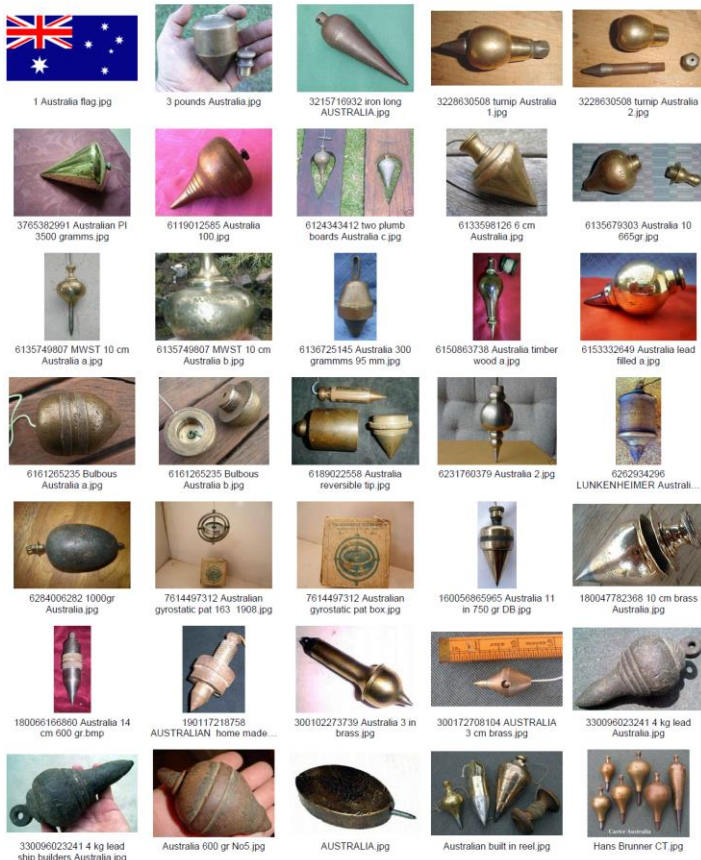 1 Australia flag.jpg
3 pounds Australia.jpg
3215716932 iron long
AUSTRALIA.jpg
3228630508 turnip Australia
1.jpg
3228630508 turnip Australia
2.jpg
3765382991 Australian PI
3500 gramms.jpg
6119012585 Australia
100.jpg
6124343412 two plumb
boards Australia c.jpg
6133598126 6 cm
Australia.jpg
6135679303 Australia 10
665gr.jpg
6135749807 MWST 10 cm
Australia a.jpg
6135749807 MWST 10 cm
Australia b.jpg
6136725145 Australia 300
grammms 95 mm.jpg
6150863738 Australia timber
wood a.jpg
6153332649 Australia lead
filled a.jpg
6161265235 Bulbous
Australia a.jpg
6161265235 Bulbous
Australia b.jpg
6189022558 Australia
reversible tip.jpg
6231760379 Australia 2.jpg
6262934296
LUNKENHEIMER Australi...
6284006282 1000gr
Australia.jpg
7614497312 Australian
gyrostatic pat 163 1908.jpg
7614497312 Australian
gyrostatic pat box.jpg
160056865965 Australia 11
in 750 gr DB.jpg
180047782368 10 cm brass
Australia.jpg
180066166860 Australia 14
cm 600 gr.bmp
190117218758
AUSTRALIAN home made...
300102273739 Australia 3 in
brass.jpg
300172708104 AUSTRALIA
3 cm brass.jpg
330096023241 4 kg lead
Australia.jpg
330096023241 4 kg lead
ship builders Australia.jpg
Australia 600 gr No5.jpg
AUSTRALIA.jpg
Australian built in reel.jpg
Carter Australia
Hans Brunner CT.jpg